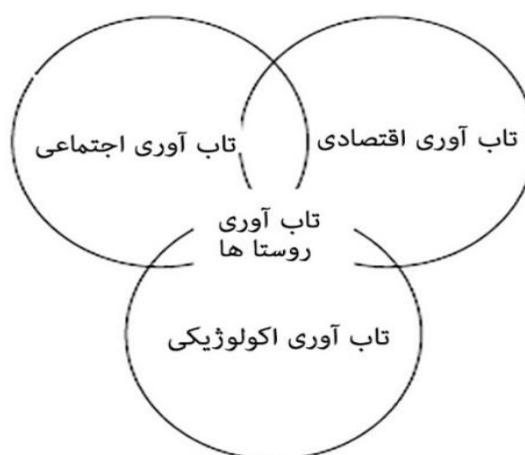 تاب آوری اقتصادی
تاب آوری اجتماعی
تاب آوری
روستا ها
تاب آوری اکولوژیکی